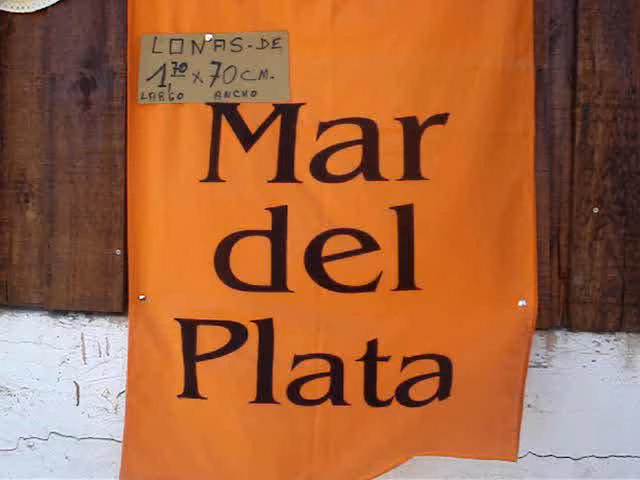 LONAS-DE
1,70 x 70 CM.
LARGO ANCHO
Mar
del
Plata